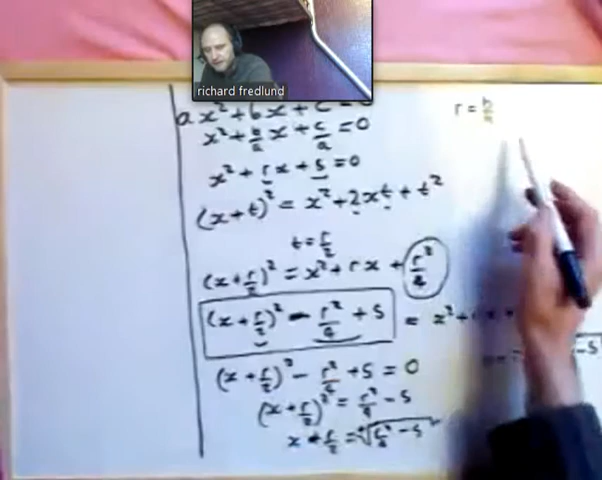 richard fredlund
ax² + bx + c = 0
x² + b/a x + c/a = 0
r = b/a
x² + rx + s = 0
(x+t)² = x² + 2xt + t²
t = r/2
(x + r/2)² = x² + rx + r²/4
(x + r/2)² - r²/4 + s = x² +
(x + r/2)² - r²/4 + s = 0
(x + r/2)² = r²/4 - s
x + r/2 = √(r²/4 - s)